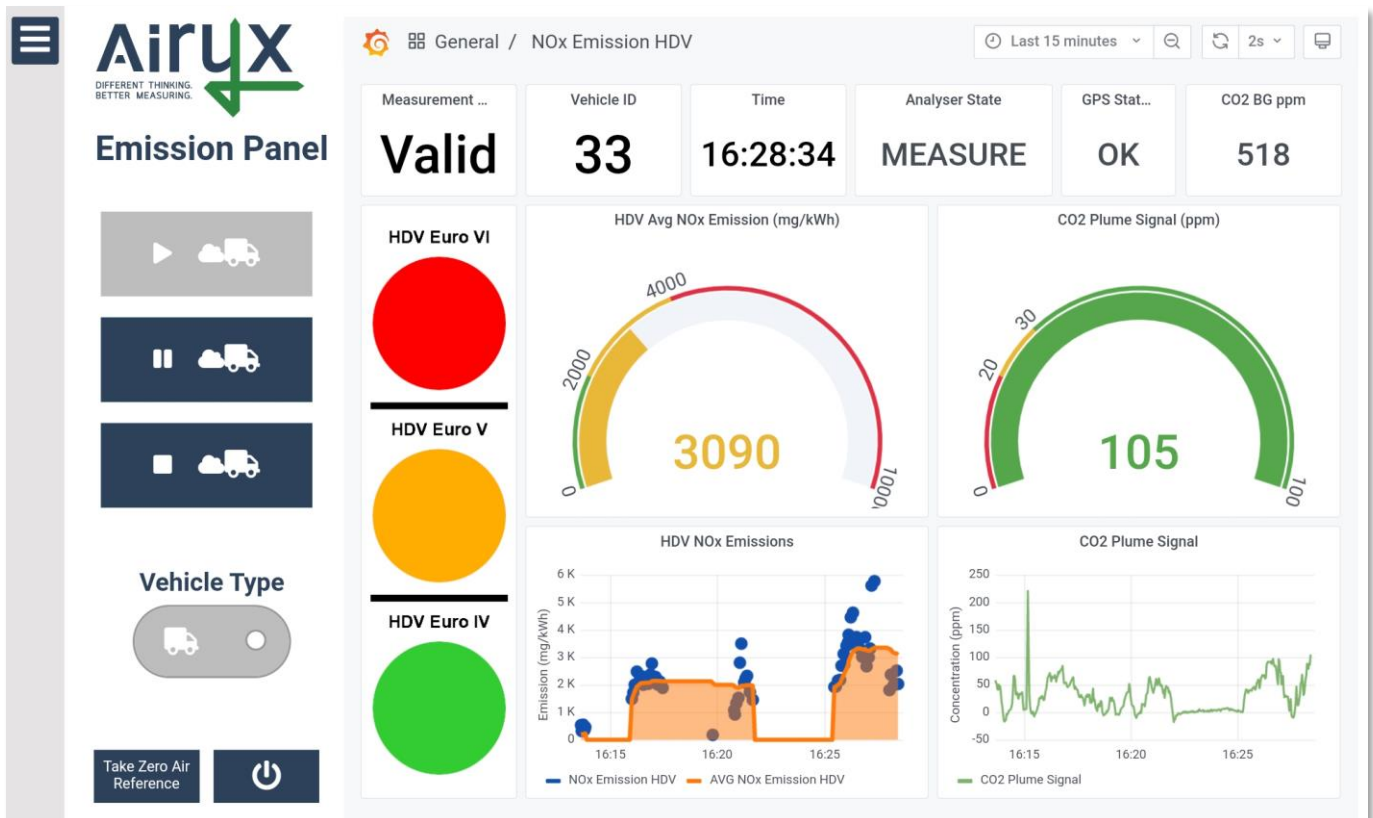 Airyx
DIFFERENT THINKING.
BETTER MEASURING.
Emission Panel
Vehicle Type
Take Zero Air
Reference
General / NOx Emission HDV
Last 15 minutes
2s
Measurement ...
Valid
Vehicle ID
33
Time
16:28:34
Analyser State
MEASURE
GPS Stat...
OK
CO2 BG ppm
518
HDV Euro VI
HDV Euro V
HDV Euro IV
HDV Avg NOx Emission (mg/kWh)
0
2000
4000
1000
3090
CO2 Plume Signal (ppm)
0
20
30
100
105
HDV NOx Emissions
Emission (mg/kWh)
6 K
5 K
4 K
3 K
2 K
1 K
0
16:15
16:20
16:25
NOx Emission HDV
AVG NOx Emission HDV
CO2 Plume Signal
Concentration (ppm)
250
200
150
100
50
0
-50
16:15
16:20
16:25
CO2 Plume Signal